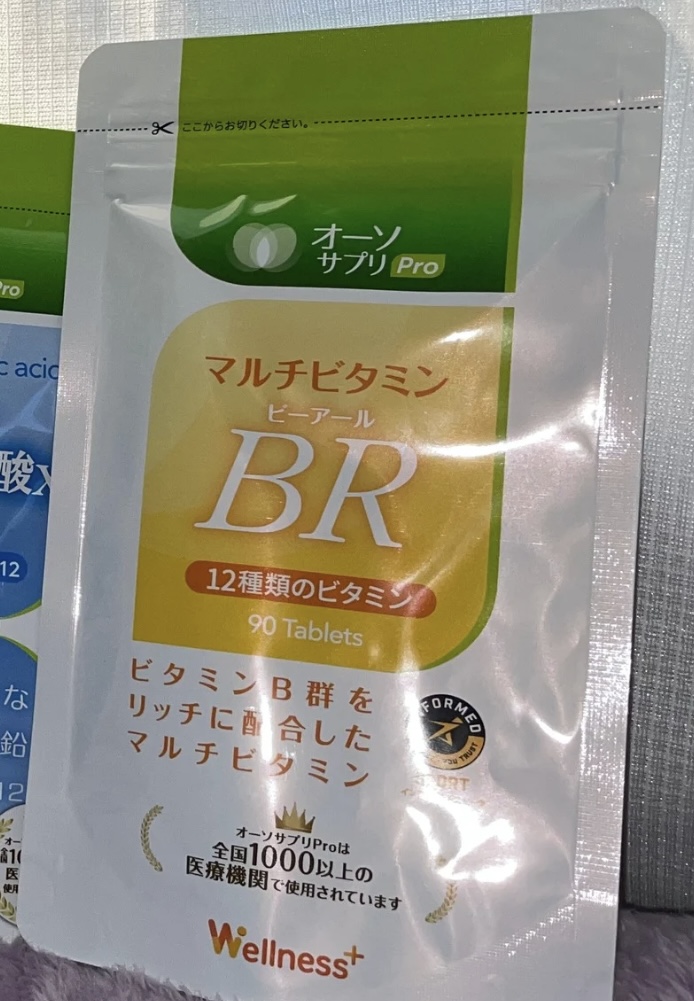 ここからお切りください。
オーソ
サプリ Pro
マルチビタミン
ビーアール
BR
12種類のビタミン
90 Tablets
ビタミンB群を
リッチに配合した
マルチビタミン
オーソサプリProは
全国1000以上の
医療機関で使用されています
Wellness+
c acid
酸
12
な
鉛